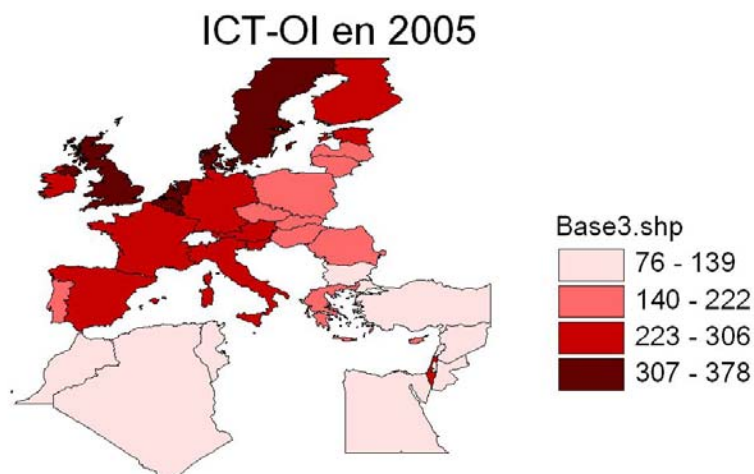 ICT-OI en 2005
Base3.shp
76 - 139
140 - 222
223 - 306
307 - 378